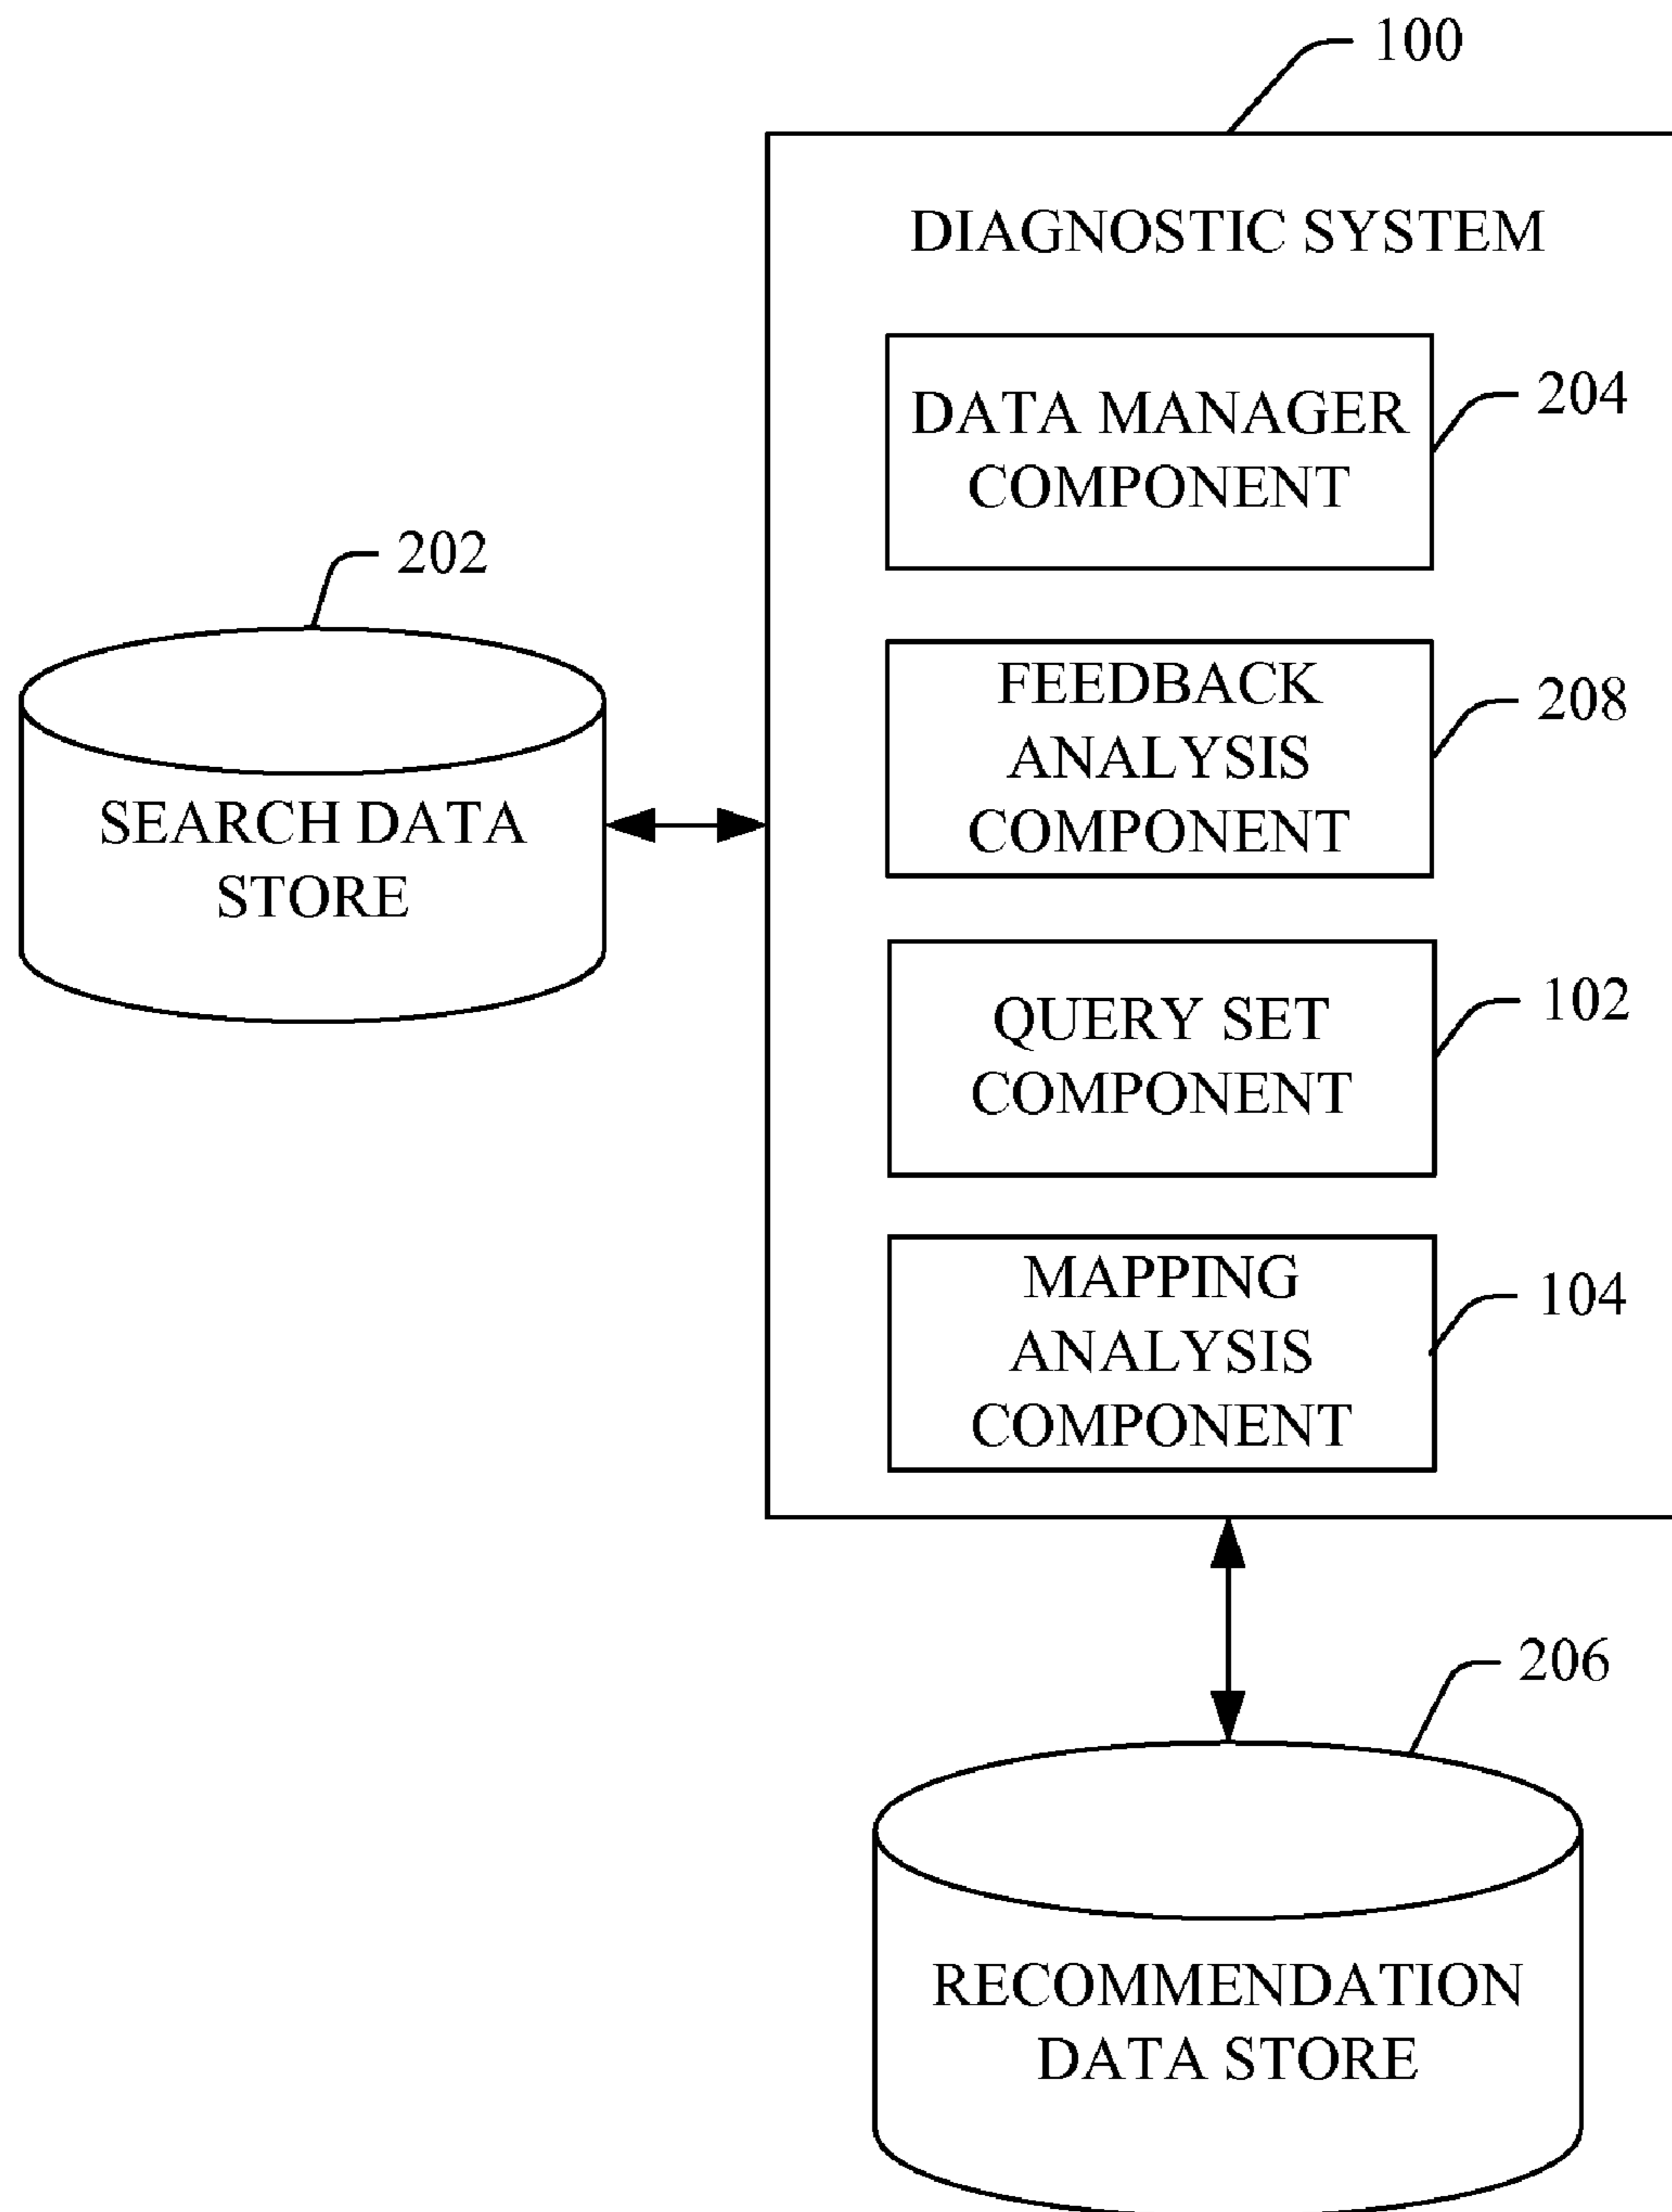 100
DIAGNOSTIC SYSTEM
DATA MANAGER
COMPONENT
204
202
SEARCH DATA
STORE
FEEDBACK
ANALYSIS
COMPONENT
208
QUERY SET
COMPONENT
102
MAPPING
ANALYSIS
COMPONENT
104
206
RECOMMENDATION
DATA STORE